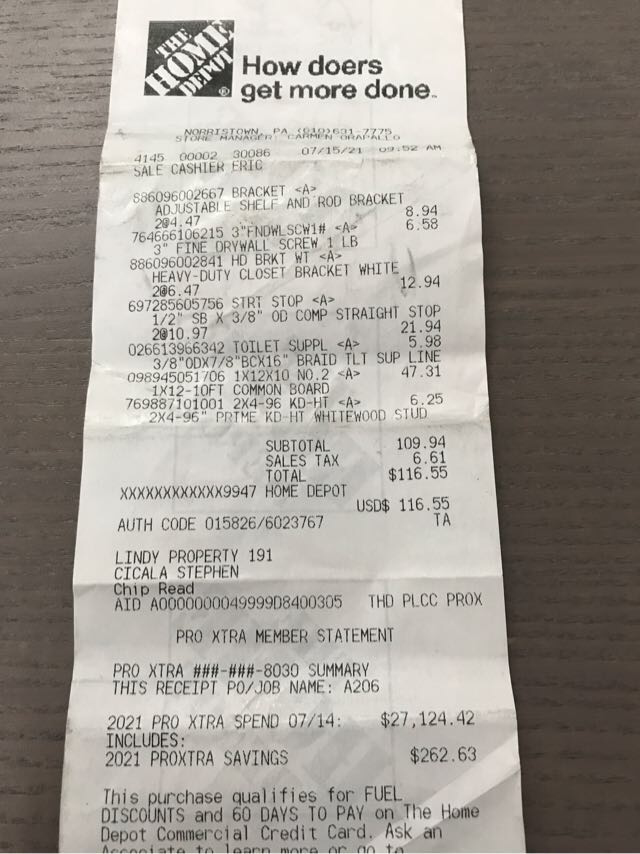 THE
HOME
DEPOT
How doers
get more done.
NORRISTOWN, PA (610)631-7775
STORE MANAGER: CARMEN GRAPALLO
4145 00002 30086 07/15/21 09:52 AM
SALE CASHIER ERIC
886096002667 BRACKET <A>
ADJUSTABLE SHELF AND ROD BRACKET
2@4.47 8.94
764666106215 3"FNDWLSCW1# <A> 6.58
3" FINE DRYWALL SCREW 1 LB
886096002841 HD BRKT WT <A>
HEAVY-DUTY CLOSET BRACKET WHITE
2@6.47 12.94
697285605756 STRT STOP <A>
1/2" SB X 3/8" OD COMP STRAIGHT STOP
2@10.97 21.94
026613966342 TOILET SUPPL <A> 5.98
3/8"ODX7/8"BCX16" BRAID TLT SUP LINE
098945051706 1X12X10 NO.2 <A> 47.31
1X12-10FT COMMON BOARD
769887101001 2X4-96 KD-HT <A> 6.25
2X4-96" PRIME KD-HT WHITEWOOD STUD
SUBTOTAL 109.94
SALES TAX 6.61
TOTAL $116.55
XXXXXXXXXXXX9947 HOME DEPOT
USD$ 116.55
AUTH CODE 015826/6023767 TA
LINDY PROPERTY 191
CICALA STEPHEN
Chip Read
AID A0000000049999D8400305 THD PLCC PROX
PRO XTRA MEMBER STATEMENT
PRO XTRA ###-###-8030 SUMMARY
THIS RECEIPT PO/JOB NAME: A206
2021 PRO XTRA SPEND 07/14: $27,124.42
INCLUDES:
2021 PROXTRA SAVINGS $262.63
This purchase qualifies for FUEL
DISCOUNTS and 60 DAYS TO PAY on The Home
Depot Commercial Credit Card. Ask an
Associate to learn more or go to